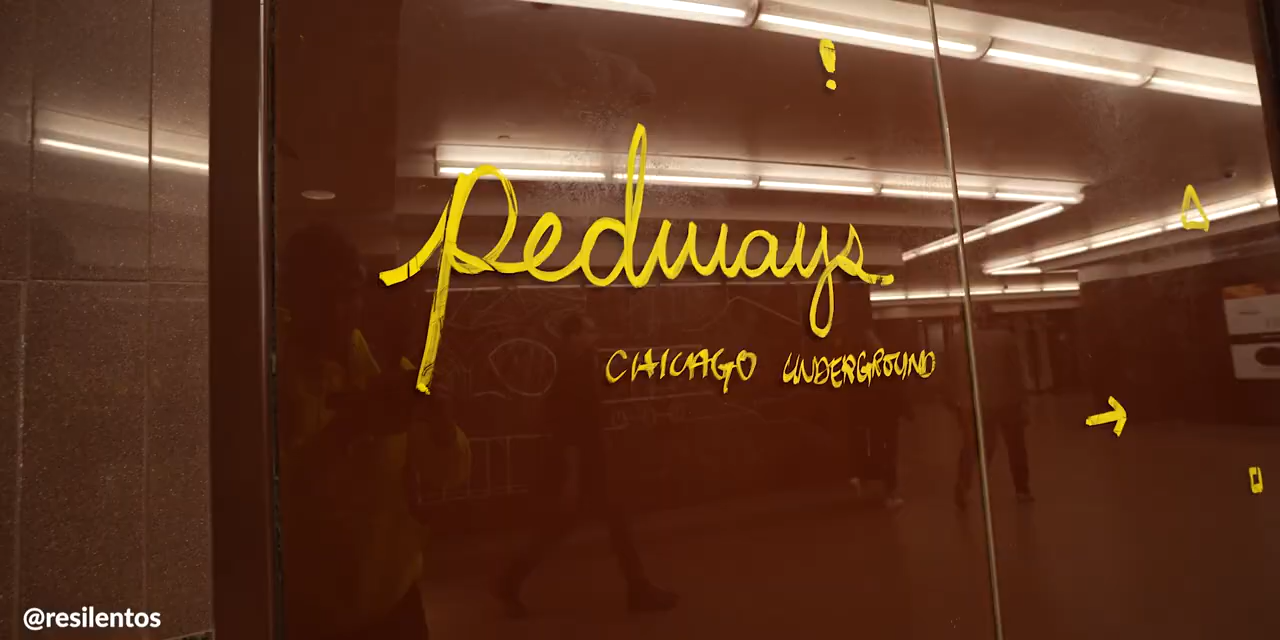 !
Pedways
CHICAGO UNDERGROUND
→
@resilentos